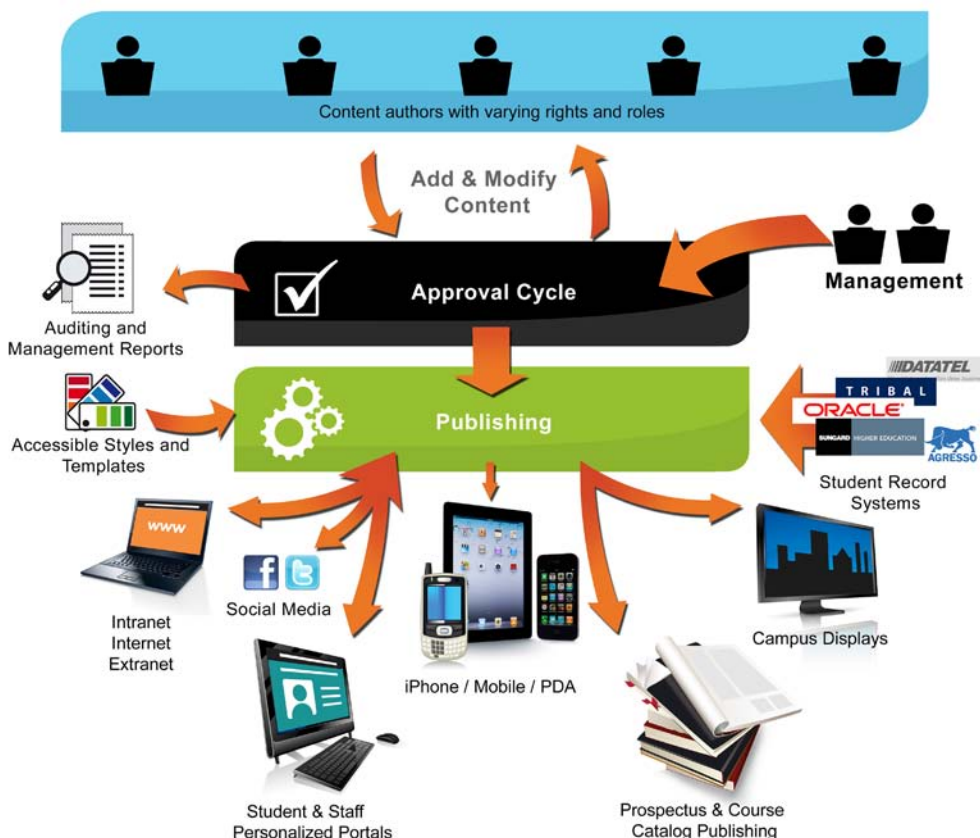 Content authors with varying rights and roles
Add & Modify
Content
Management
Approval Cycle
Auditing and
Management Reports
DATATEL
TRIBAL
ORACLE
SUNGARD HIGHER EDUCATION
AGRESSO
Publishing
Accessible Styles and
Templates
Student Record
Systems
www
f
t
Social Media
Intranet
Internet
Extranet
iPhone / Mobile / PDA
Campus Displays
Student & Staff
Personalized Portals
Prospectus & Course
Catalog Publishing